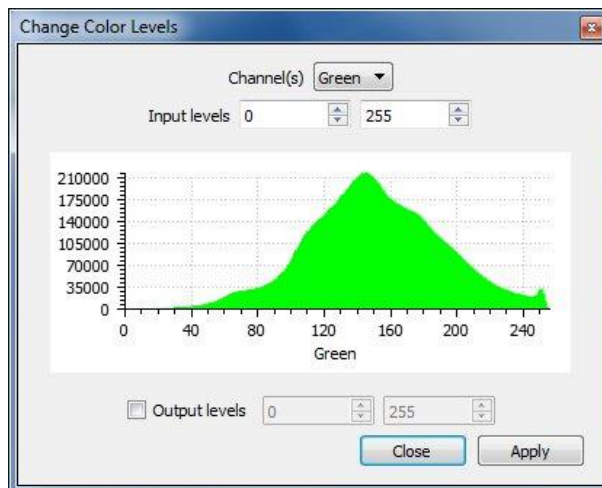 Change Color Levels
Channel(s) Green
Input levels 0 255
210000
175000
140000
105000
70000
35000
0
0 40 80 120 160 200 240
Green
Output levels 0 255
Close Apply